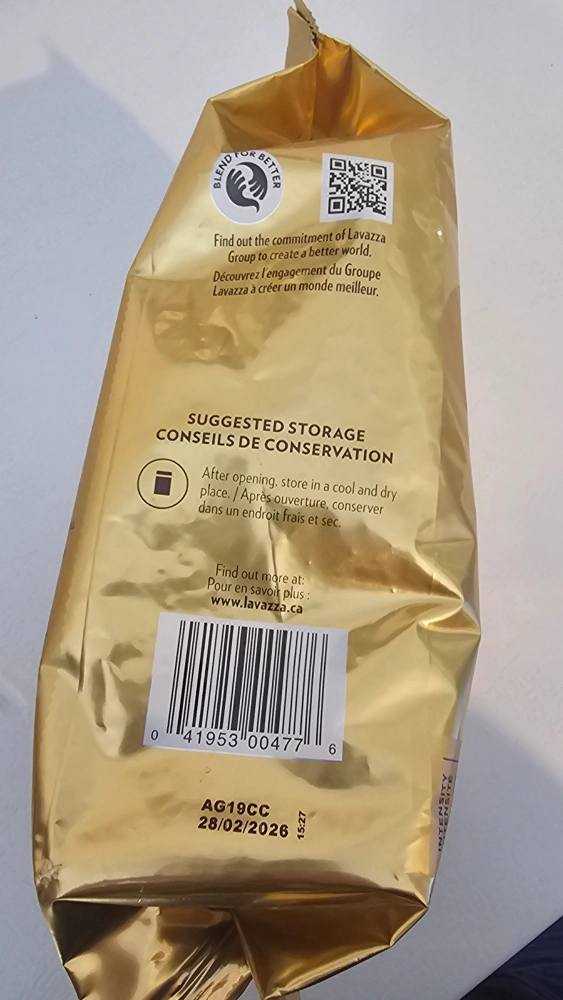 BLEND FOR BETTER
Find out the commitment of Lavazza
Group to create a better world.
Découvrez l'engagement du Groupe
Lavazza à créer un monde meilleur.
SUGGESTED STORAGE
CONSEILS DE CONSERVATION
After opening, store in a cool and dry
place. / Après ouverture, conserver
dans un endroit frais et sec.
Find out more at:
Pour en savoir plus :
www.lavazza.ca
0 41953 00477 6
AG19CC
28/02/2026 15:27
INTENSITY
INTENSITÉ